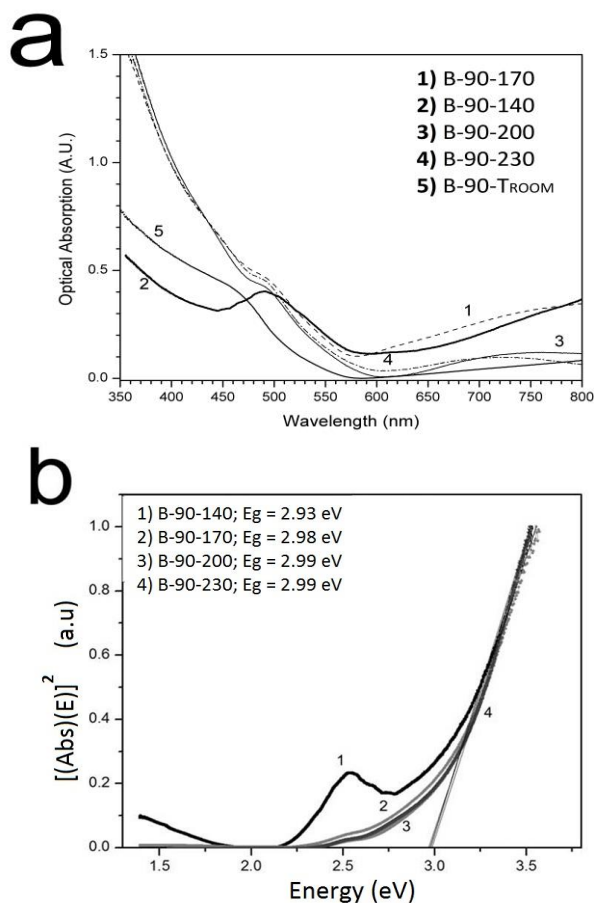 a
1.5
1.0
0.5
0.0
Optical Absorption (A.U.)
1) B-90-170
2) B-90-140
3) B-90-200
4) B-90-230
5) B-90-TROOM
5
2
1
4
3
350 400 450 500 550 600 650 700 750 800
Wavelength (nm)
b
1) B-90-140; Eg = 2.93 eV
2) B-90-170; Eg = 2.98 eV
3) B-90-200; Eg = 2.99 eV
4) B-90-230; Eg = 2.99 eV
1.0
0.8
0.6
0.4
0.2
0.0
[(Abs)(E)]² (a.u)
1
2
3
4
1.5 2.0 2.5 3.0 3.5
Energy (eV)